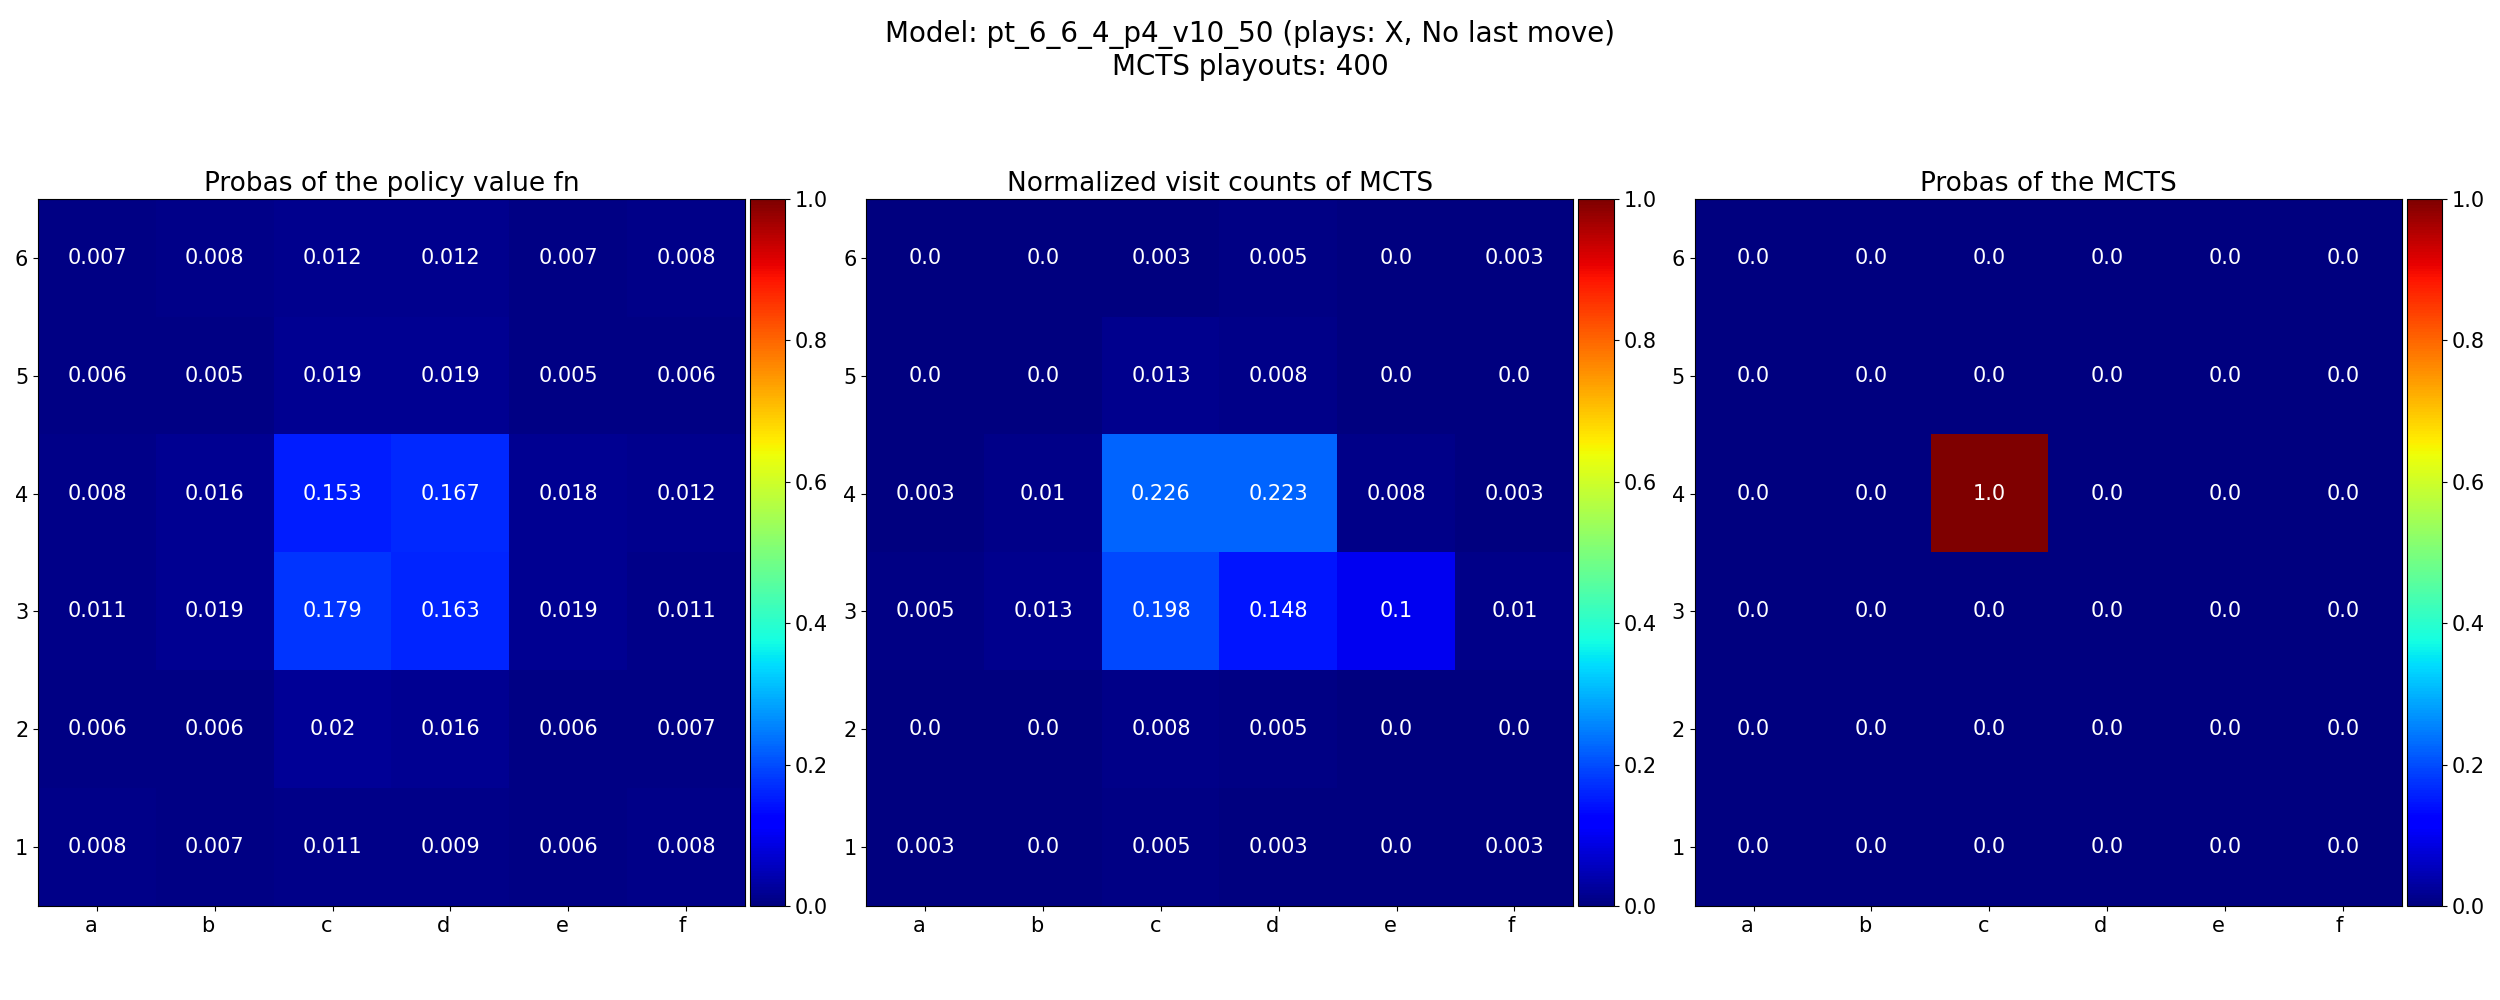 Model: pt_6_6_4_p4_v10_50 (plays: X, No last move)
MCTS playouts: 400
Probas of the policy value fn
6 0.007 0.008 0.012 0.012 0.007 0.008
5 0.006 0.005 0.019 0.019 0.005 0.006
4 0.008 0.016 0.153 0.167 0.018 0.012
3 0.011 0.019 0.179 0.163 0.019 0.011
2 0.006 0.006 0.02 0.016 0.006 0.007
1 0.008 0.007 0.011 0.009 0.006 0.008
a b c d e f
1.0
0.8
0.6
0.4
0.2
0.0
Normalized visit counts of MCTS
6 0.0 0.0 0.003 0.005 0.0 0.003
5 0.0 0.0 0.013 0.008 0.0 0.0
4 0.003 0.01 0.226 0.223 0.008 0.003
3 0.005 0.013 0.198 0.148 0.1 0.01
2 0.0 0.0 0.008 0.005 0.0 0.0
1 0.003 0.0 0.005 0.003 0.0 0.003
a b c d e f
1.0
0.8
0.6
0.4
0.2
0.0
Probas of the MCTS
6 0.0 0.0 0.0 0.0 0.0 0.0
5 0.0 0.0 0.0 0.0 0.0 0.0
4 0.0 0.0 1.0 0.0 0.0 0.0
3 0.0 0.0 0.0 0.0 0.0 0.0
2 0.0 0.0 0.0 0.0 0.0 0.0
1 0.0 0.0 0.0 0.0 0.0 0.0
a b c d e f
1.0
0.8
0.6
0.4
0.2
0.0